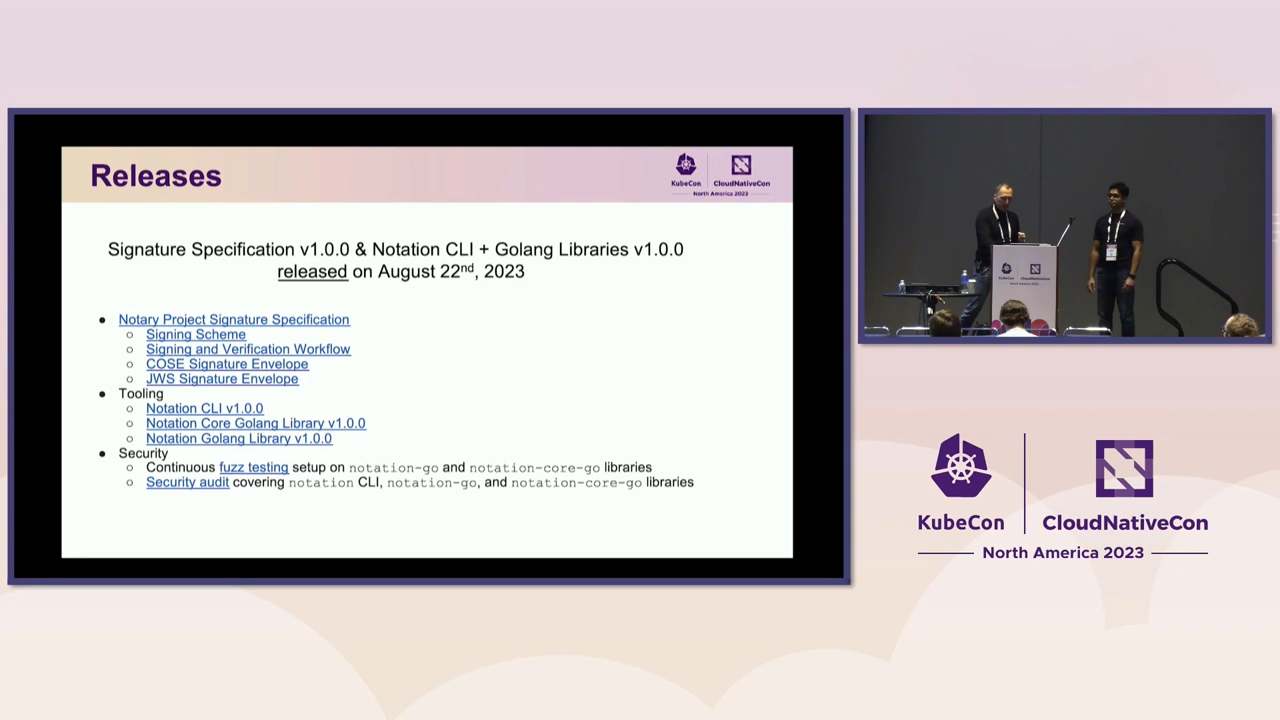 Releases
KubeCon
CloudNativeCon
North America 2023
Signature Specification v1.0.0 & Notation CLI + Golang Libraries v1.0.0
released on August 22nd, 2023
● Notary Project Signature Specification
○ Signing Scheme
○ Signing and Verification Workflow
○ COSE Signature Envelope
○ JWS Signature Envelope
● Tooling
○ Notation CLI v1.0.0
○ Notation Core Golang Library v1.0.0
○ Notation Golang Library v1.0.0
● Security
○ Continuous fuzz testing setup on notation-go and notation-core-go libraries
○ Security audit covering notation CLI, notation-go, and notation-core-go libraries
KubeCon
CloudNativeCon
North America 2023